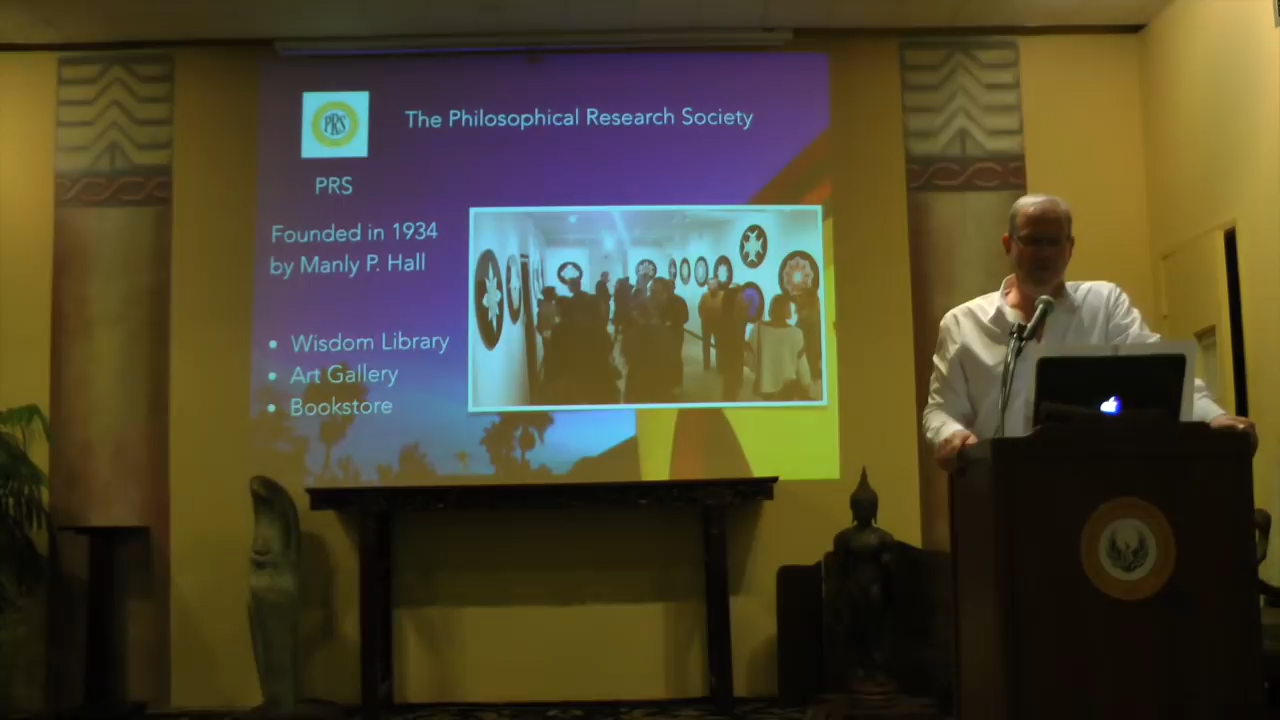 PRS
The Philosophical Research Society
PRS
Founded in 1934
by Manly P. Hall
• Wisdom Library
• Art Gallery
• Bookstore